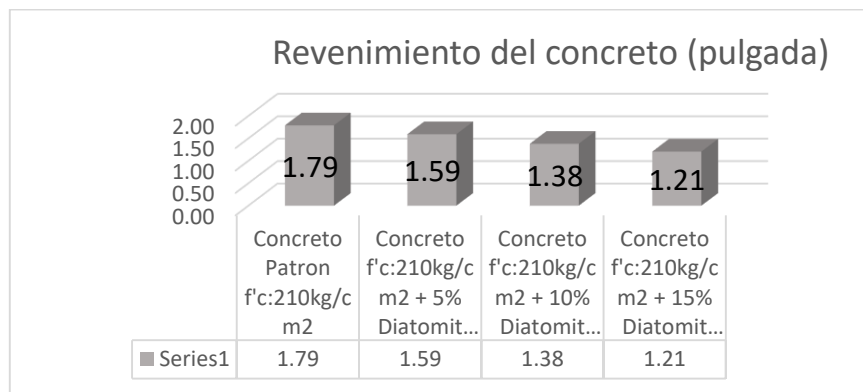 Revenimiento del concreto (pulgada)
2.00
1.50
1.00
0.50
0.00
1.79
1.59
1.38
1.21
Concreto
Patron
f'c:210kg/c
m2
Concreto
f'c:210kg/c
m2 + 5%
Diatomit...
Concreto
f'c:210kg/c
m2 + 10%
Diatomit...
Concreto
f'c:210kg/c
m2 + 15%
Diatomit...
Series1 1.79 1.59 1.38 1.21